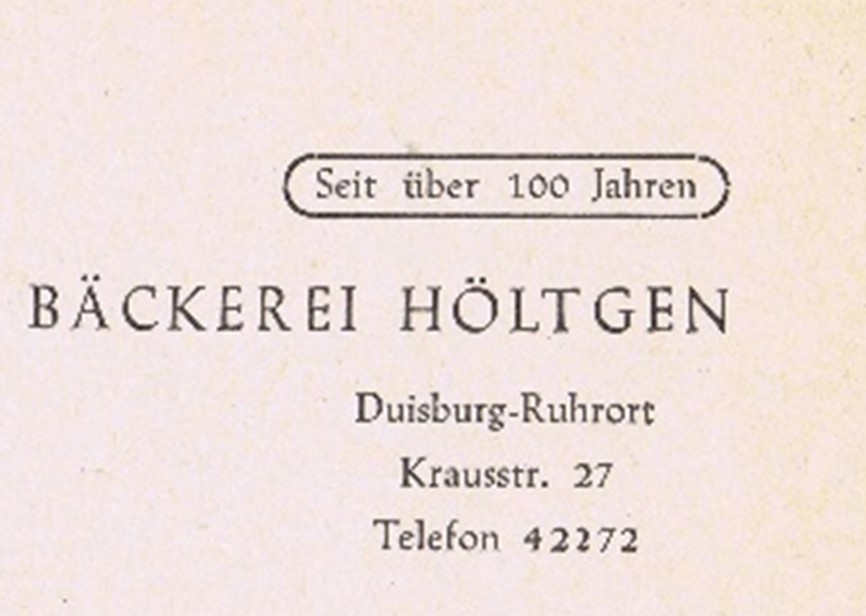 Seit über 100 Jahren
BÄCKEREI HÖLTGEN
Duisburg-Ruhrort
Krausstr. 27
Telefon 42272